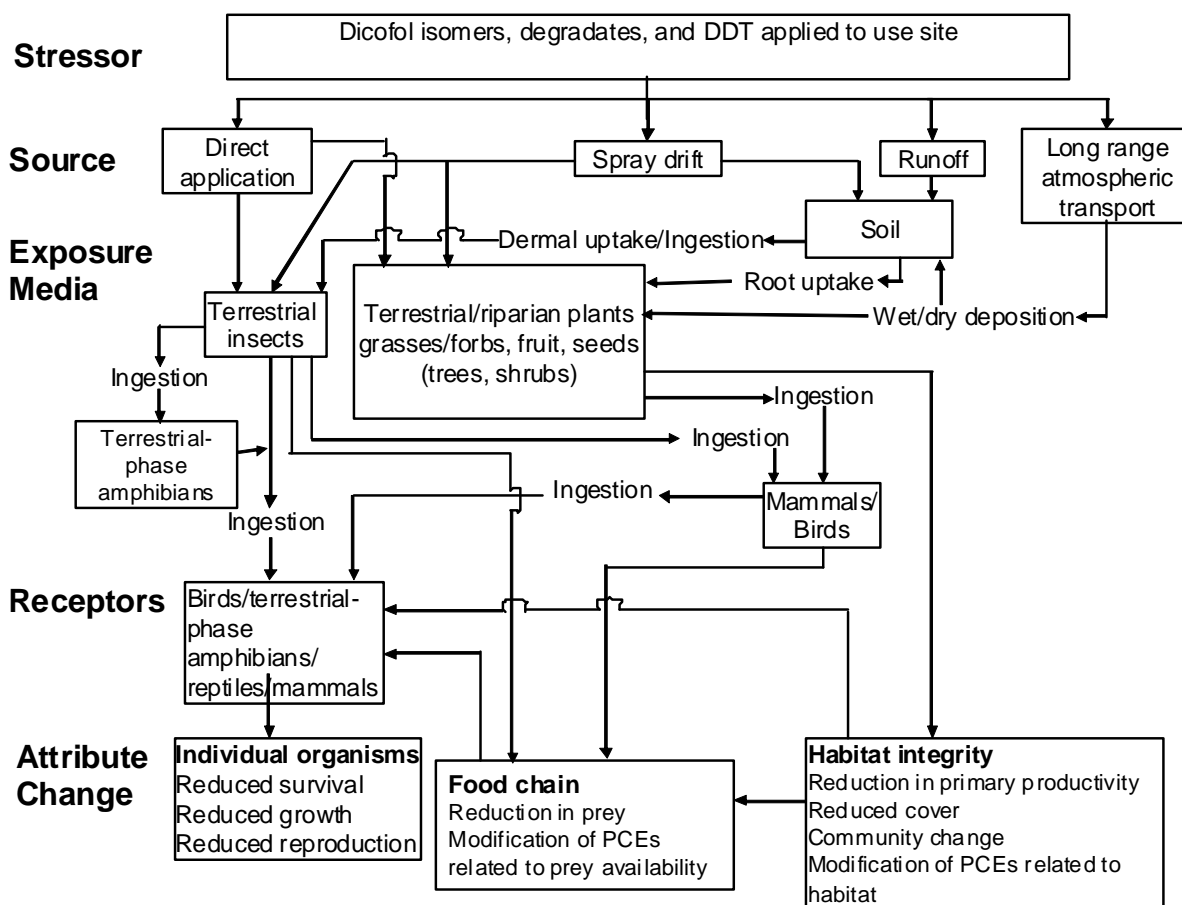 Stressor
Dicofol isomers, degradates, and DDT applied to use site
Source
Direct
application
Spray drift
Runoff
Long range
atmospheric
transport
Exposure
Media
Dermal uptake/Ingestion
Soil
Root uptake
Wet/dry deposition
Terrestrial
insects
Terrestrial/riparian plants
grasses/forbs, fruit, seeds
(trees, shrubs)
Ingestion
Ingestion
Ingestion
Terrestrial-
phase
amphibians
Ingestion
Ingestion
Mammals/
Birds
Receptors
Birds/terrestrial-
phase
amphibians/
reptiles/mammals
Attribute
Change
Individual organisms
Reduced survival
Reduced growth
Reduced reproduction
Food chain
Reduction in prey
Modification of PCEs
related to prey availability
Habitat integrity
Reduction in primary productivity
Reduced cover
Community change
Modification of PCEs related to
habitat